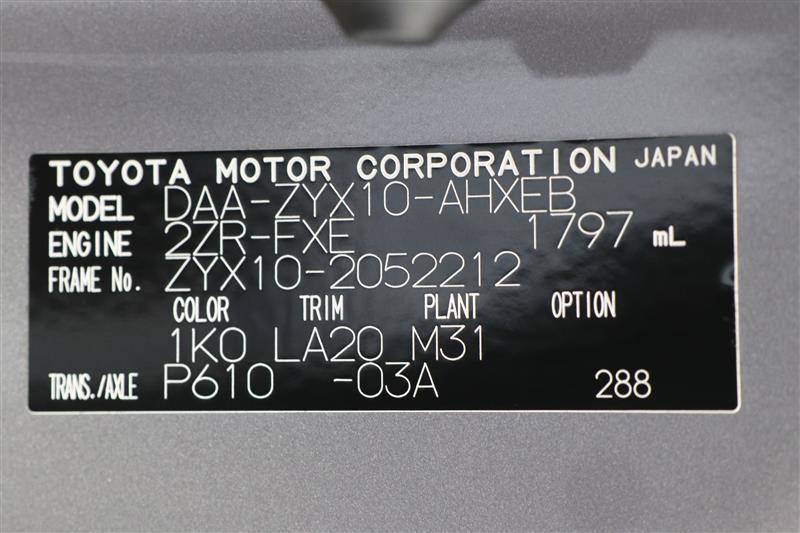 TOYOTA MOTOR CORPORATION JAPAN
MODEL DAA-ZYX10-AHXEB
ENGINE 2ZR-FXE 1797 mL
FRAME No. ZYX10-2052212
COLOR TRIM PLANT OPTION
1K0 LA20 M31
TRANS./AXLE P610 -03A 288